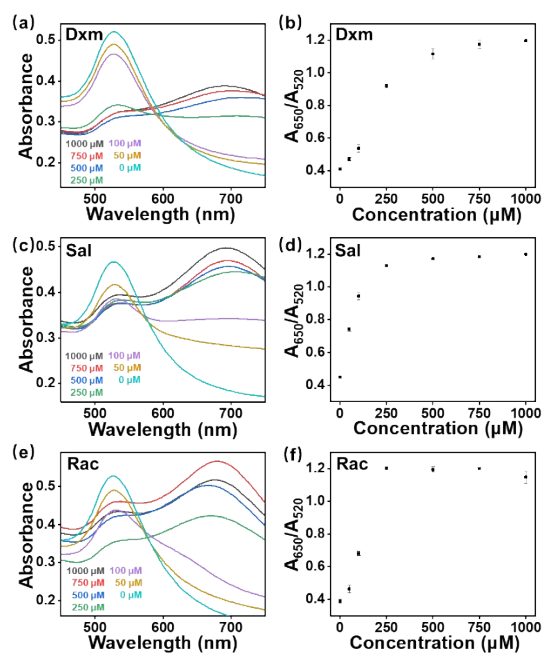 (a)
Dxm
0.5
0.4
0.3
0.2
Absorbance
1000 µM 100 µM
750 µM 50 µM
500 µM 0 µM
250 µM
500 600 700
Wavelength (nm)
(b)
Dxm
1.2
1.0
0.8
0.6
0.4
A650/A520
0 250 500 750 1000
Concentration (µM)
(c)
Sal
0.5
0.4
0.3
0.2
Absorbance
1000 µM 100 µM
750 µM 50 µM
500 µM 0 µM
250 µM
500 600 700
Wavelength (nm)
(d)
Sal
1.2
1.0
0.8
0.6
0.4
A650/A520
0 250 500 750 1000
Concentration (µM)
(e)
Rac
0.6
0.5
0.4
0.3
0.2
Absorbance
1000 µM 100 µM
750 µM 50 µM
500 µM 0 µM
250 µM
500 600 700
Wavelength (nm)
(f)
Rac
1.2
1.0
0.8
0.6
0.4
A650/A520
0 250 500 750 1000
Concentration (µM)